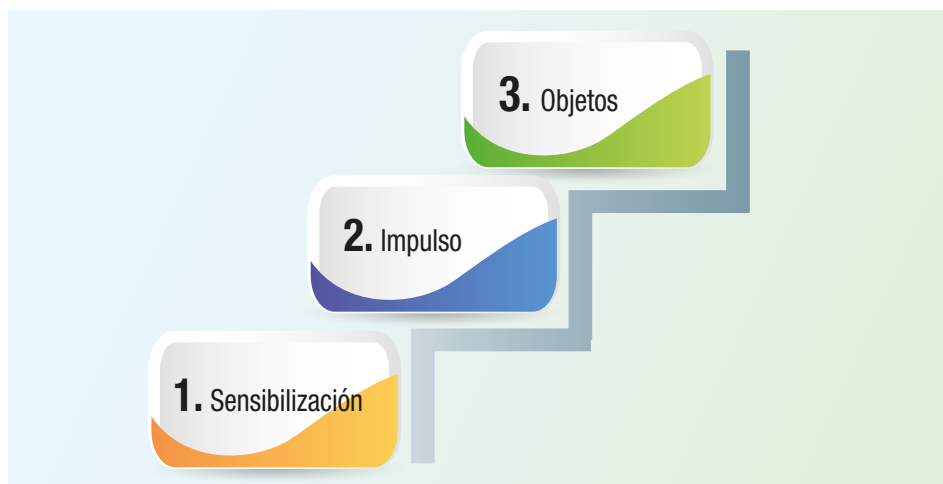 3. Objetos
2. Impulso
1. Sensibilización